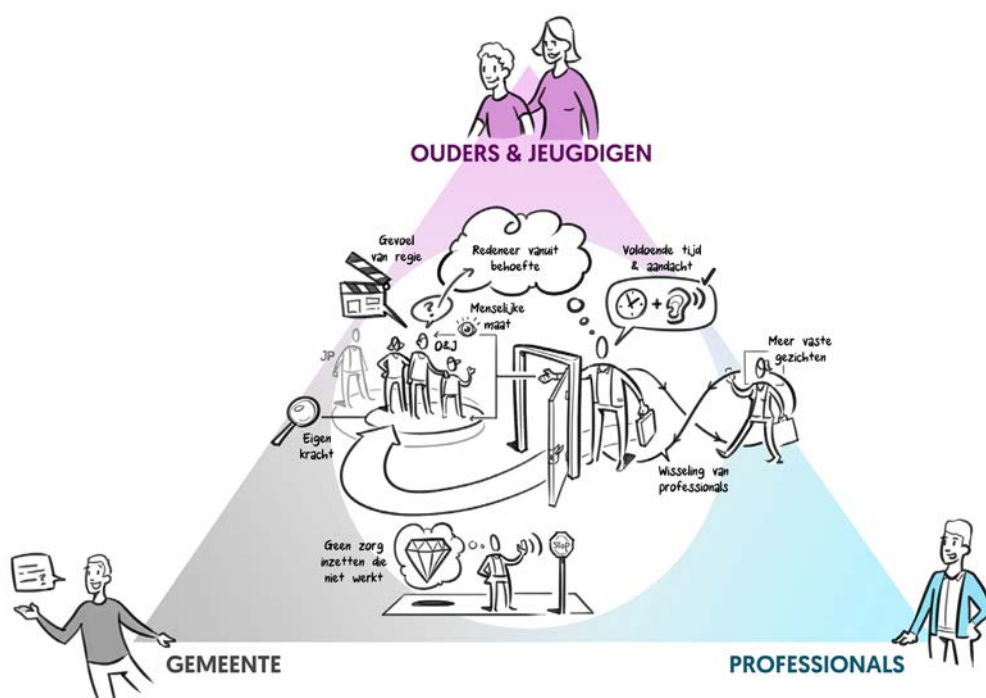 OUDERS & JEUGDIGEN
Gevoel
van regie
Redeneer vanuit
behoefte
Voldoende tijd
& aandacht
?
+
Menselijke
maat
O&J
JP
Meer vaste
gezichten
Eigen
kracht
Wisseling van
professionals
Geen zorg
inzetten die
niet werkt
Stop
?
GEMEENTE
PROFESSIONALS